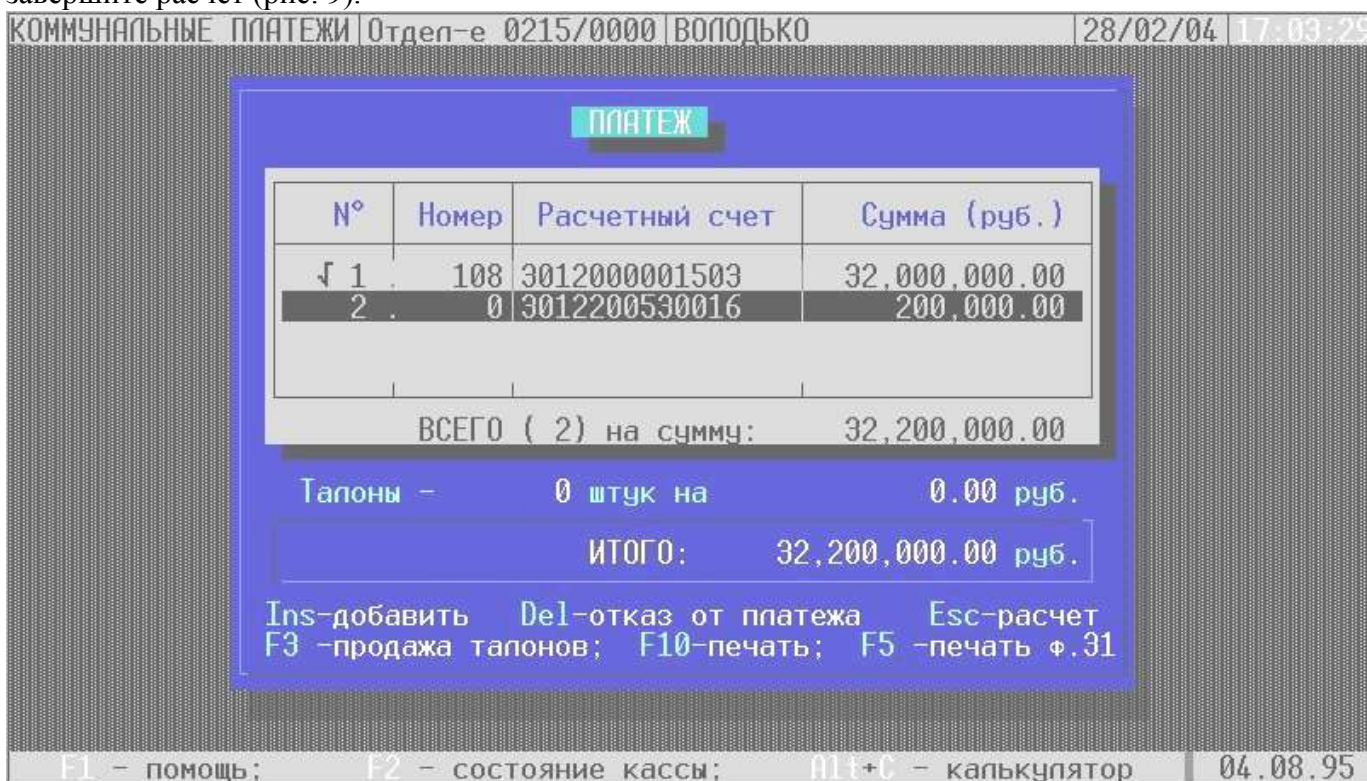 завершите расчет (рис. 9).
КОММУНАЛЬНЫЕ ПЛАТЕЖИ Отдел-е 0215/0000 ВОЛОДЬКО 28/02/04 17:03:29
ПЛАТЕЖ
N° Номер Расчетный счет Сумма (руб.)
√ 1 . 108 3012000001503 32,000,000.00
2 . 0 3012200530016 200,000.00
ВСЕГО ( 2) на сумму: 32,200,000.00
Талоны - 0 штук на 0.00 руб.
ИТОГО: 32,200,000.00 руб.
Ins-добавить Del-отказ от платежа Esc-расчет
F3 -продажа талонов; F10-печать; F5 -печать ф.31
F1 - помощь; F2 - состояние кассы; Alt+C - калькулятор 04.08.95